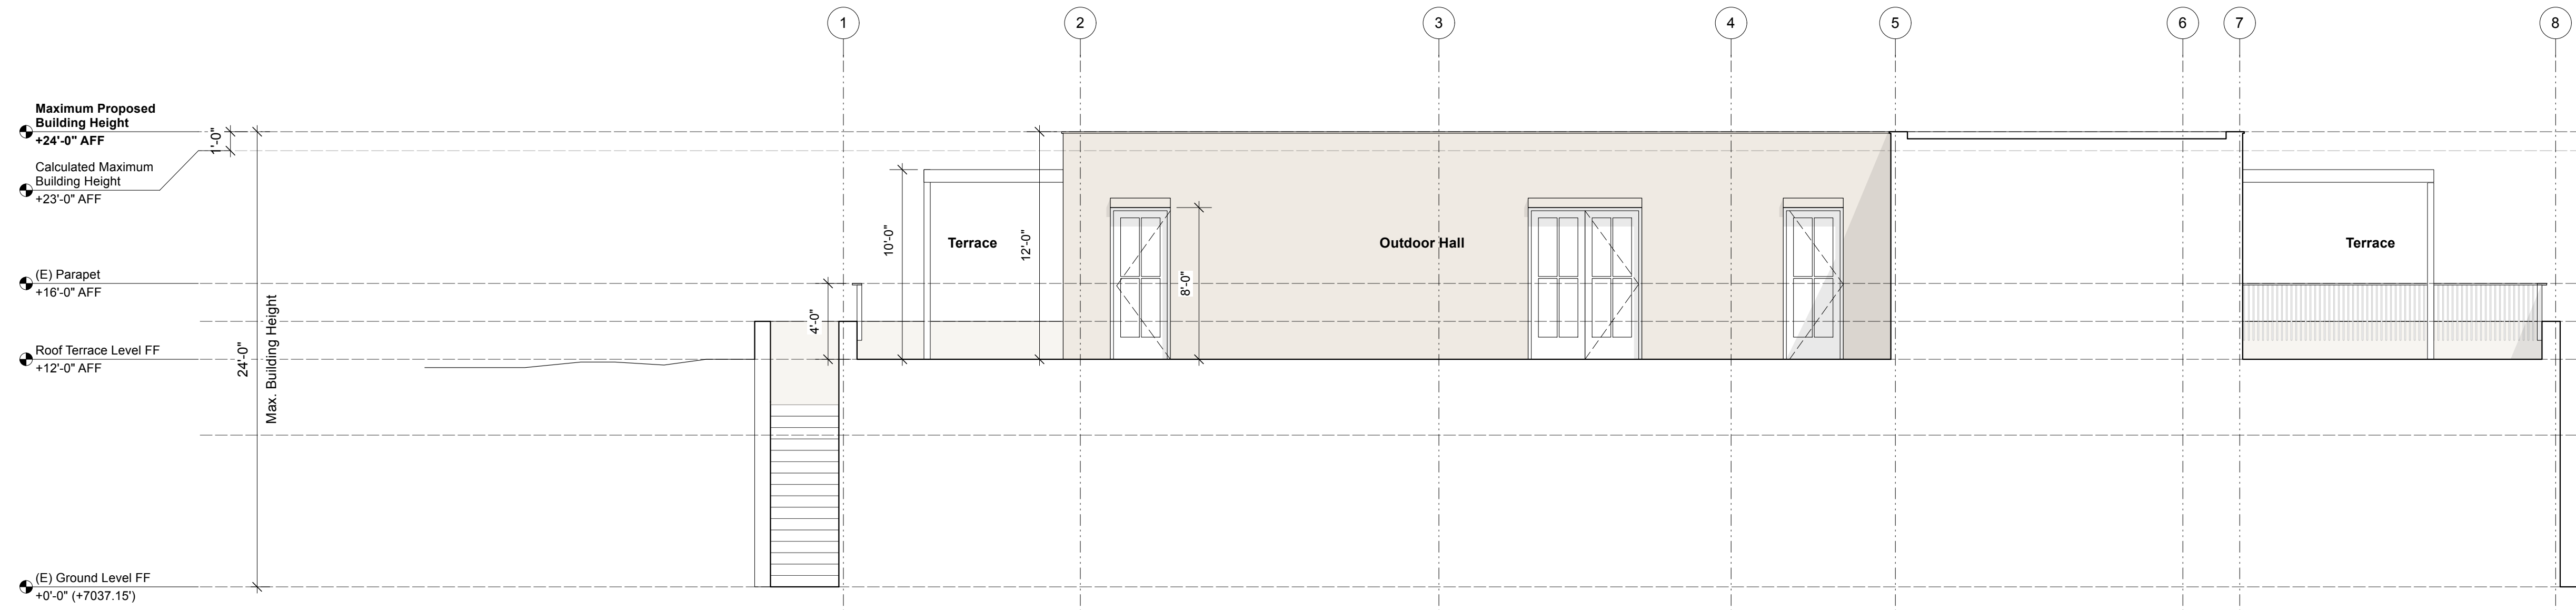 1
2
3
4
5
6
7
8
Maximum Proposed
Building Height
+24'-0" AFF
1'-0"
Calculated Maximum
Building Height
+23'-0" AFF
10'-0"
Terrace
12'-0"
Outdoor Hall
8'-0"
Terrace
(E) Parapet
+16'-0" AFF
4'-0"
24'-0"
Max. Building Height
Roof Terrace Level FF
+12'-0" AFF
(E) Ground Level FF
+0'-0" (+7037.15')